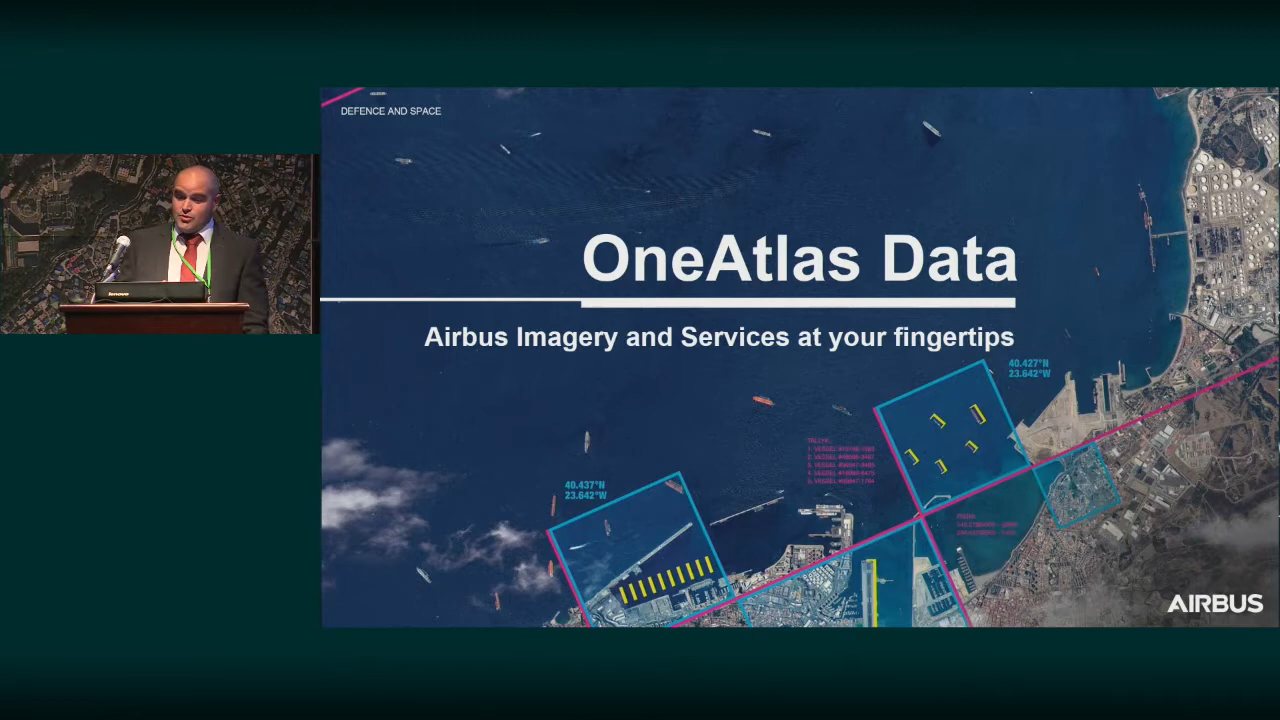 DEFENCE AND SPACE
OneAtlas Data
Airbus Imagery and Services at your fingertips
40.427°N
23.642°W
40.437°N
23.642°W
lenovo
AIRBUS